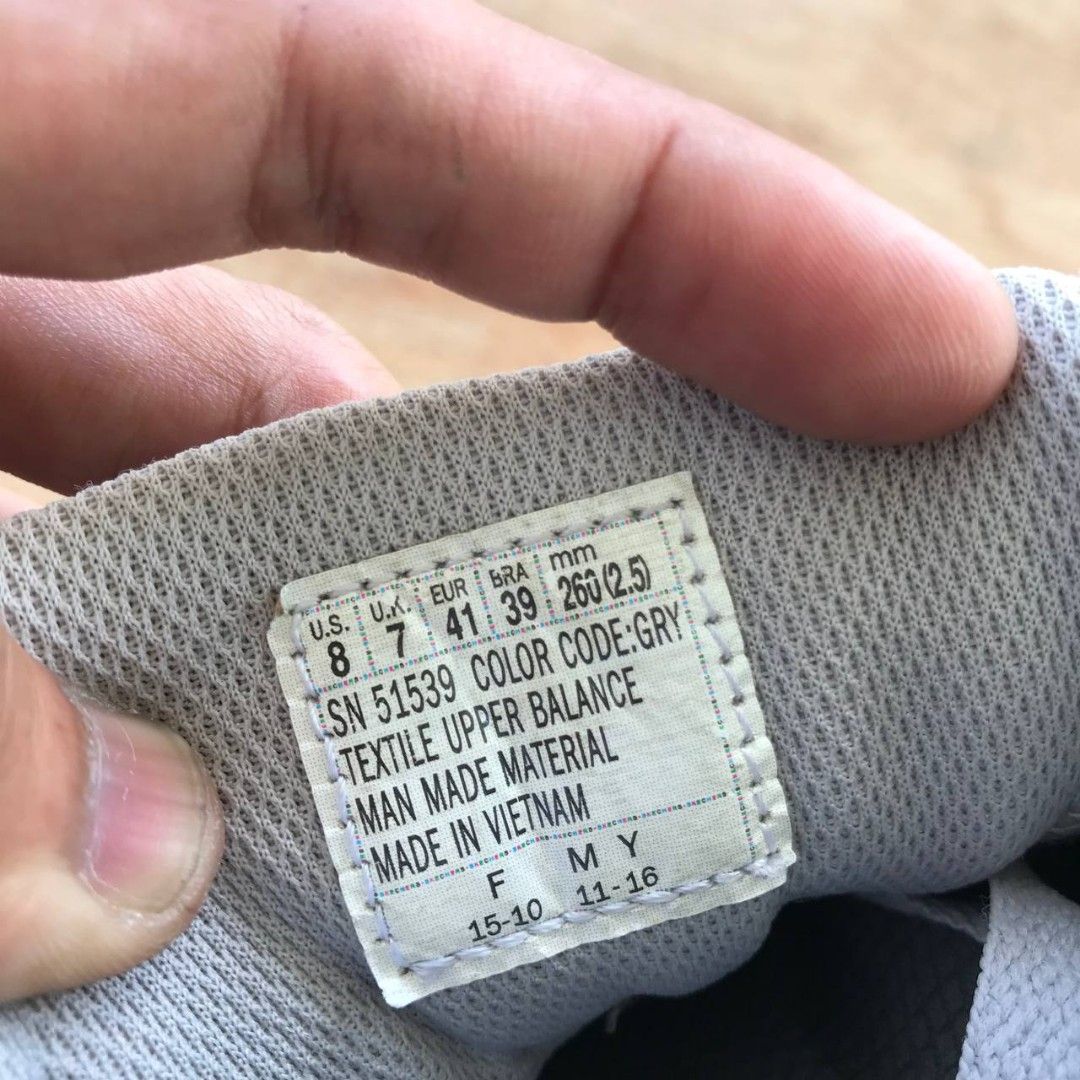 U.S. U.K. EUR BRA mm
8 7 41 39 260(2.5)
SN 51539 COLOR CODE:GRY
TEXTILE UPPER BALANCE
MAN MADE MATERIAL
MADE IN VIETNAM
F M Y
15-10 11-16